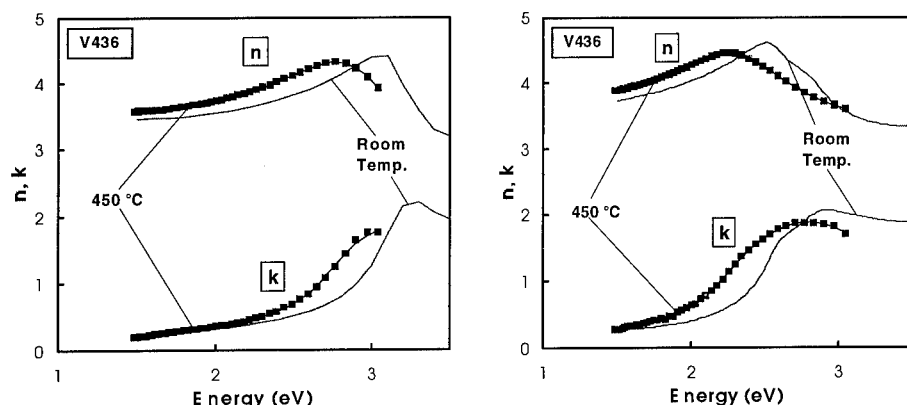 5
V436
n
4
3
Room
Temp.
n, k
450 °C
2
k
1
0
1
2
3
E nergy (eV)
5
V436
n
4
3
Room
Temp.
n, k
450 °C
2
k
1
0
1
2
3
E nergy (eV)